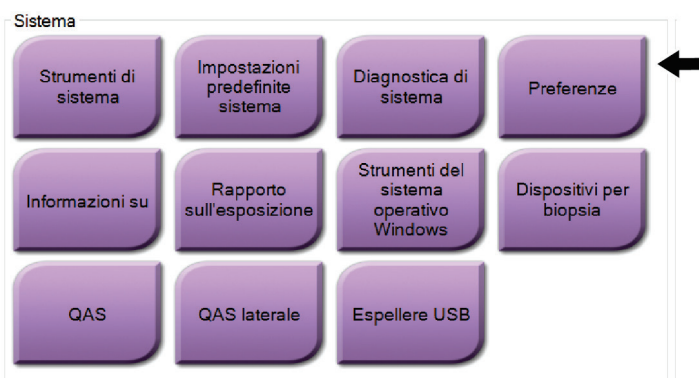 Sistema
Strumenti di
sistema
Impostazioni
predefinite
sistema
Diagnostica di
sistema
Preferenze
Informazioni su
Rapporto
sull'esposizione
Strumenti del
sistema
operativo
Windows
Dispositivi per
biopsia
QAS
QAS laterale
Espellere USB